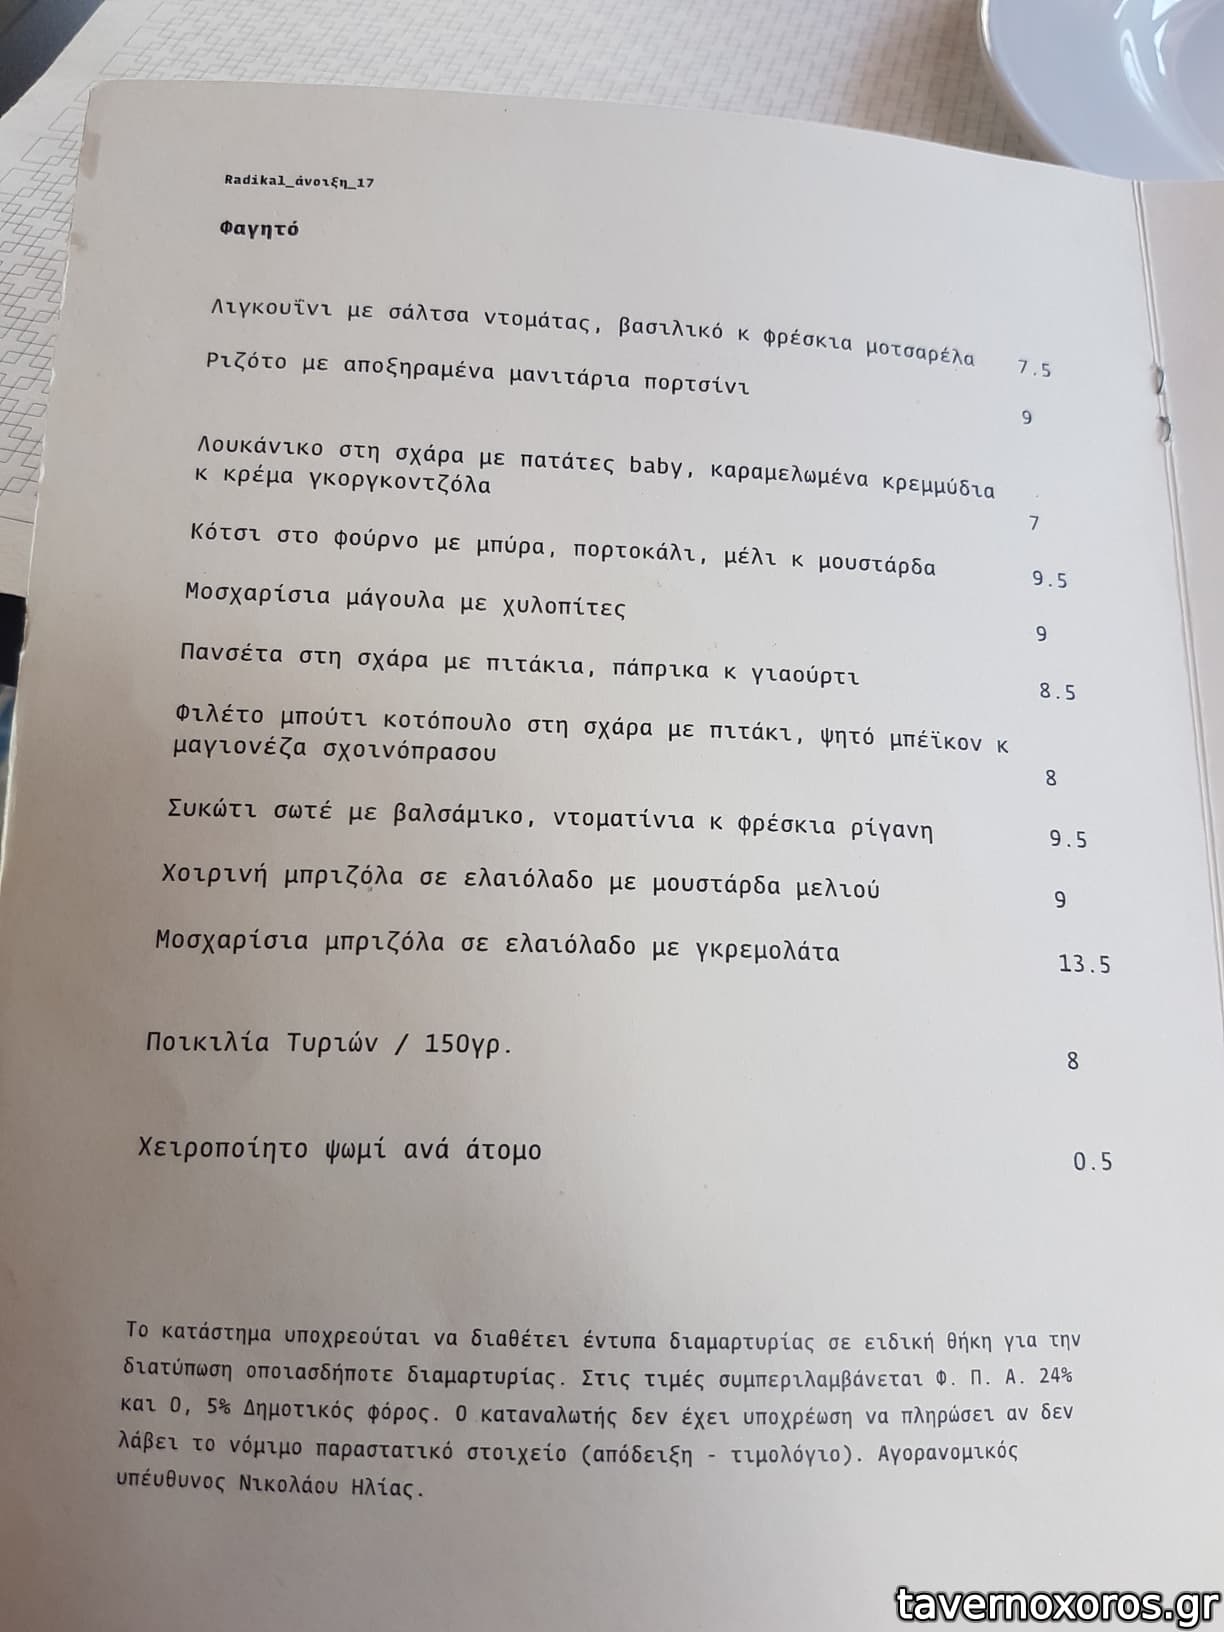 Radikal_άνοιξη_17
Φαγητό
Λιγκουΐνι με σάλτσα ντομάτας, βασιλικό κ φρέσκια μοτσαρέλα 7.5
Ριζότο με αποξηραμένα μανιτάρια πορτσίνι 9
Λουκάνικο στη σχάρα με πατάτες baby, καραμελωμένα κρεμμύδια
κ κρέμα γκοργκοντζόλα 7
Κότσι στο φούρνο με μπύρα, πορτοκάλι, μέλι κ μουστάρδα 9.5
Μοσχαρίσια μάγουλα με χυλοπίτες 9
Πανσέτα στη σχάρα με πιτάκια, πάπρικα κ γιαούρτι 8.5
Φιλέτο μπούτι κοτόπουλο στη σχάρα με πιτάκι, ψητό μπέϊκον κ
μαγιονέζα σχοινόπρασου 8
Συκώτι σωτέ με βαλσάμικο, ντοματίνια κ φρέσκια ρίγανη 9.5
Χοιρινή μπριζόλα σε ελαιόλαδο με μουστάρδα μελιού 9
Μοσχαρίσια μπριζόλα σε ελαιόλαδο με γκρεμολάτα 13.5
Ποικιλία Τυριών / 150γρ. 8
Χειροποίητο ψωμί ανά άτομο 0.5
Το κατάστημα υποχρεούται να διαθέτει έντυπα διαμαρτυρίας σε ειδική θήκη για την
διατύπωση οποιασδήποτε διαμαρτυρίας. Στις τιμές συμπεριλαμβάνεται Φ. Π. Α. 24%
και 0, 5% Δημοτικός φόρος. Ο καταναλωτής δεν έχει υποχρέωση να πληρώσει αν δεν
λάβει το νόμιμο παραστατικό στοιχείο (απόδειξη - τιμολόγιο). Αγορανομικός
υπέυθυνος Νικολάου Ηλίας.
tavernoxoros.gr